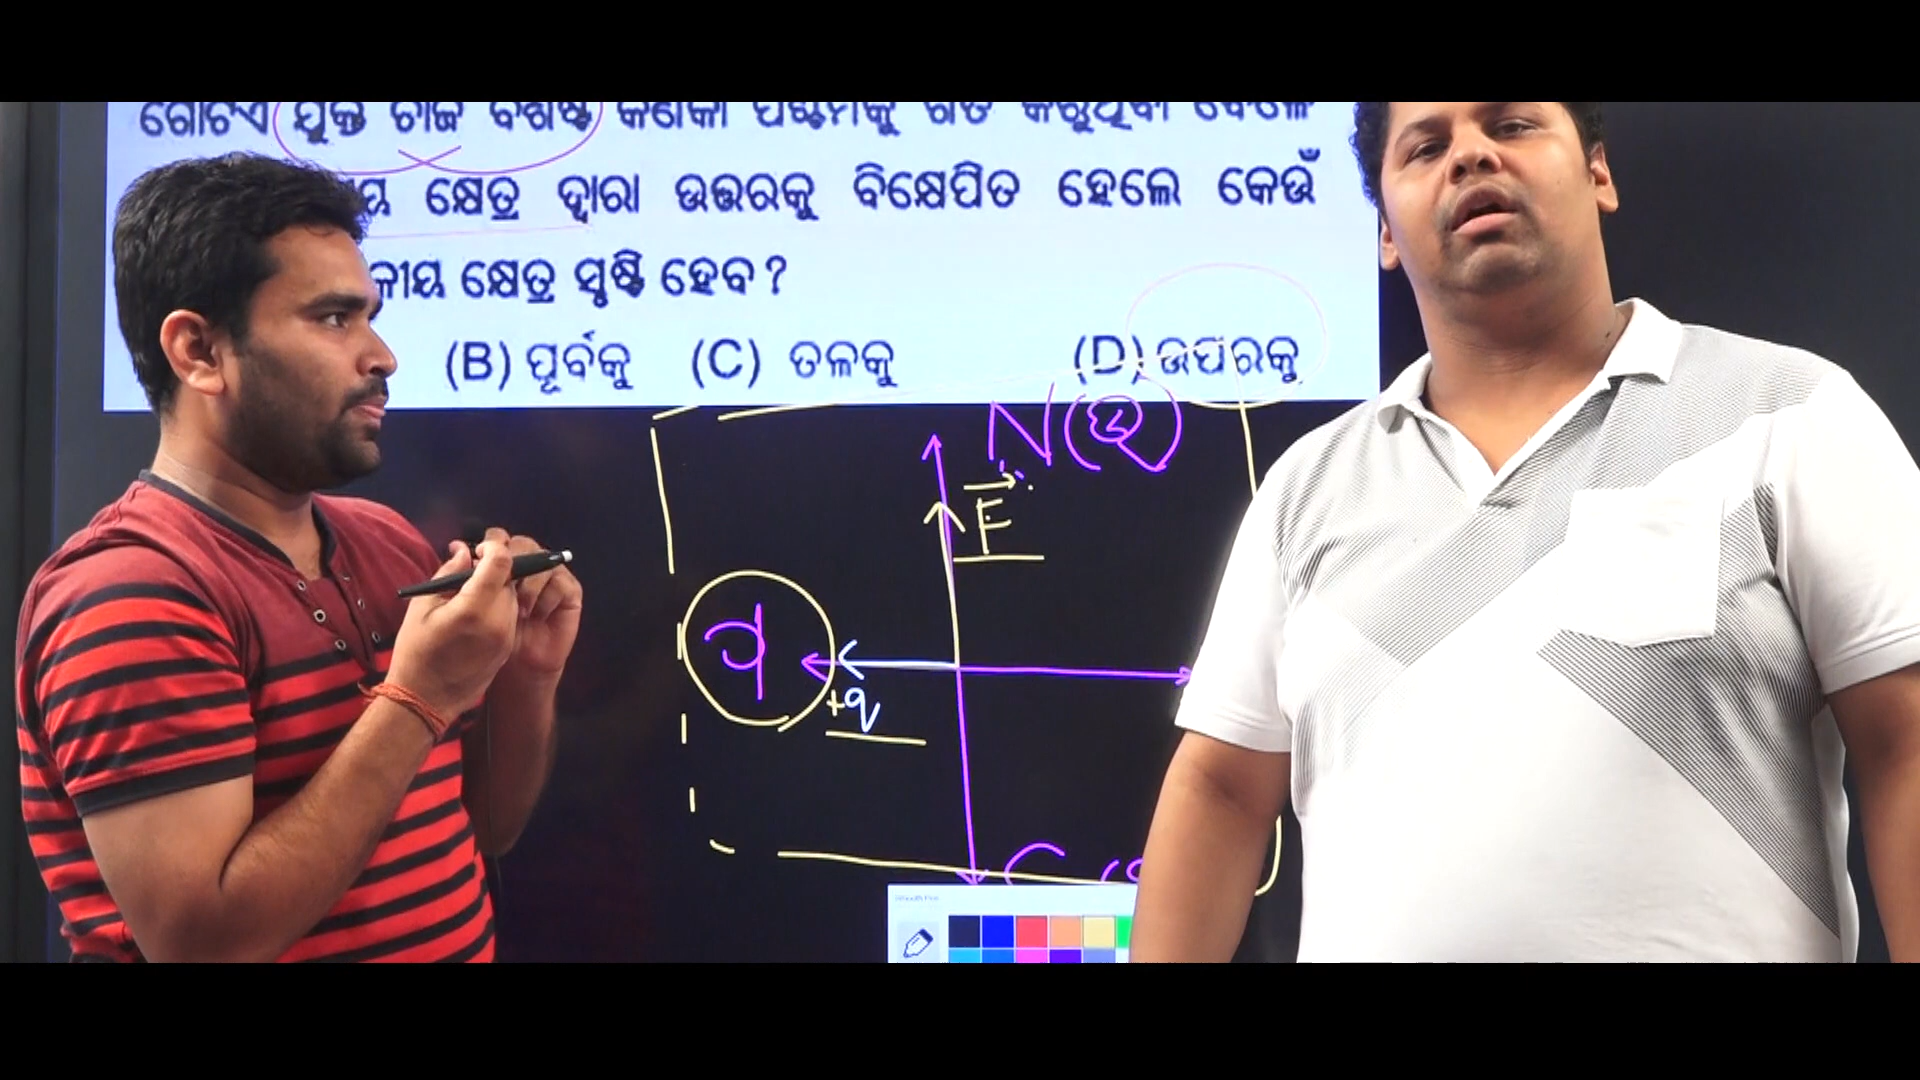 ଗୋଟିଏ ଯୁକ୍ତ ଚାର୍ଜ ବିଶିଷ୍ଟ କଣିକା ପଶ୍ଚିମକୁ ଗତି କରୁଥିବା ବେଳେ
କ୍ଷେତ୍ର ଦ୍ୱାରା ଉତ୍ତରକୁ ବିକ୍ଷେପିତ ହେଲେ କେଉଁ
କ୍ଷେତ୍ର ସୃଷ୍ଟି ହେବ ?
(B) ପୂର୍ବକୁ (C) ତଳକୁ (D) ଉପରକୁ
N (ଉ)
F
ପ
+q